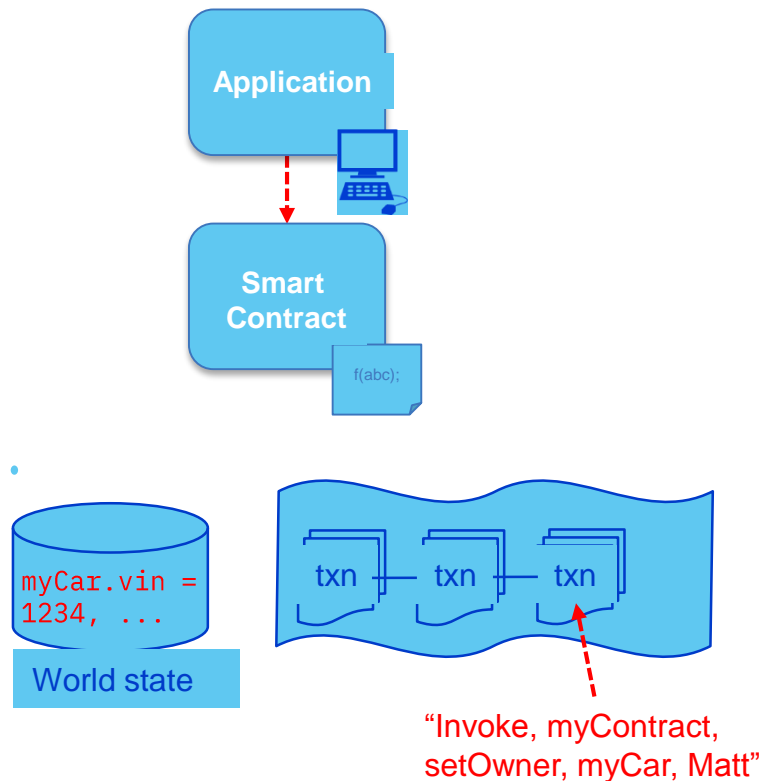 Application
Smart
Contract
f(abc);
myCar.vin =
1234, ...
World state
txn
txn
txn
“Invoke, myContract,
setOwner, myCar, Matt”